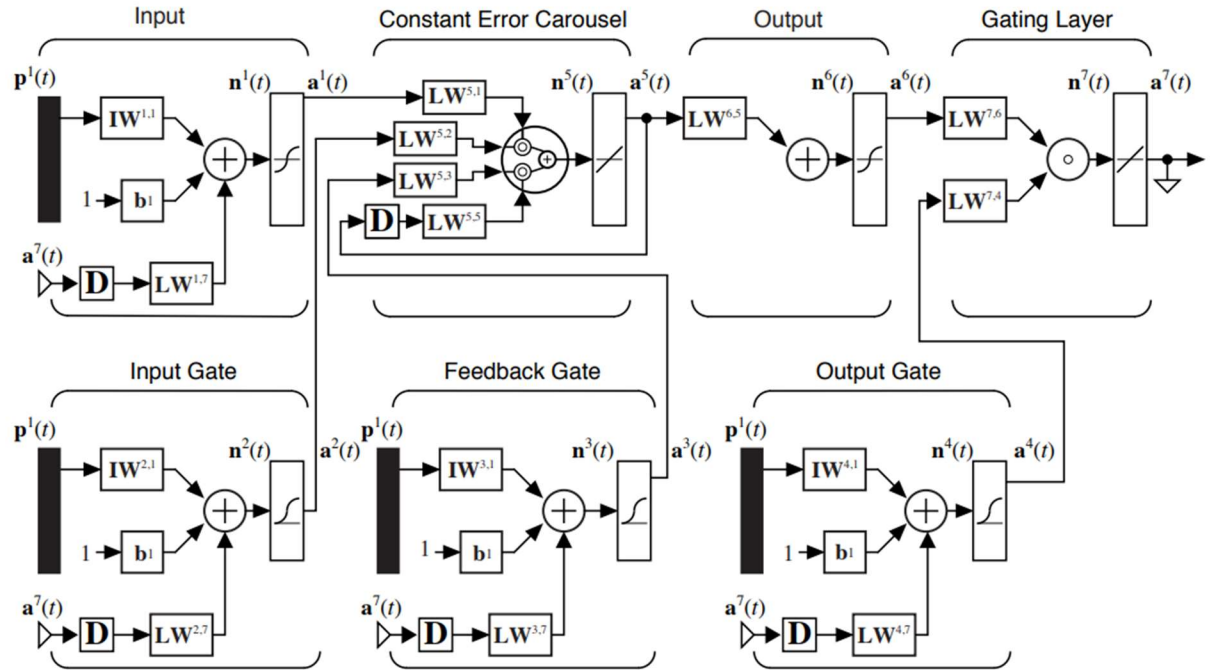 Input
Constant Error Carousel
Output
Gating Layer
p¹(t)
n¹(t)
a¹(t)
n⁵(t)
a⁵(t)
n⁶(t)
a⁶(t)
n⁷(t)
a⁷(t)
IW¹,¹
1
b1
a⁷(t)
D
LW¹,⁷
LW⁵,¹
LW⁵,²
LW⁵,³
D
LW⁵,⁵
LW⁶,⁵
LW⁷,⁶
LW⁷,⁴
Input Gate
Feedback Gate
Output Gate
p¹(t)
n²(t)
a²(t)
IW²,¹
1
b1
a⁷(t)
D
LW²,⁷
p¹(t)
n³(t)
a³(t)
IW³,¹
1
b1
a⁷(t)
D
LW³,⁷
p¹(t)
n⁴(t)
a⁴(t)
IW⁴,¹
1
b1
a⁷(t)
D
LW⁴,⁷